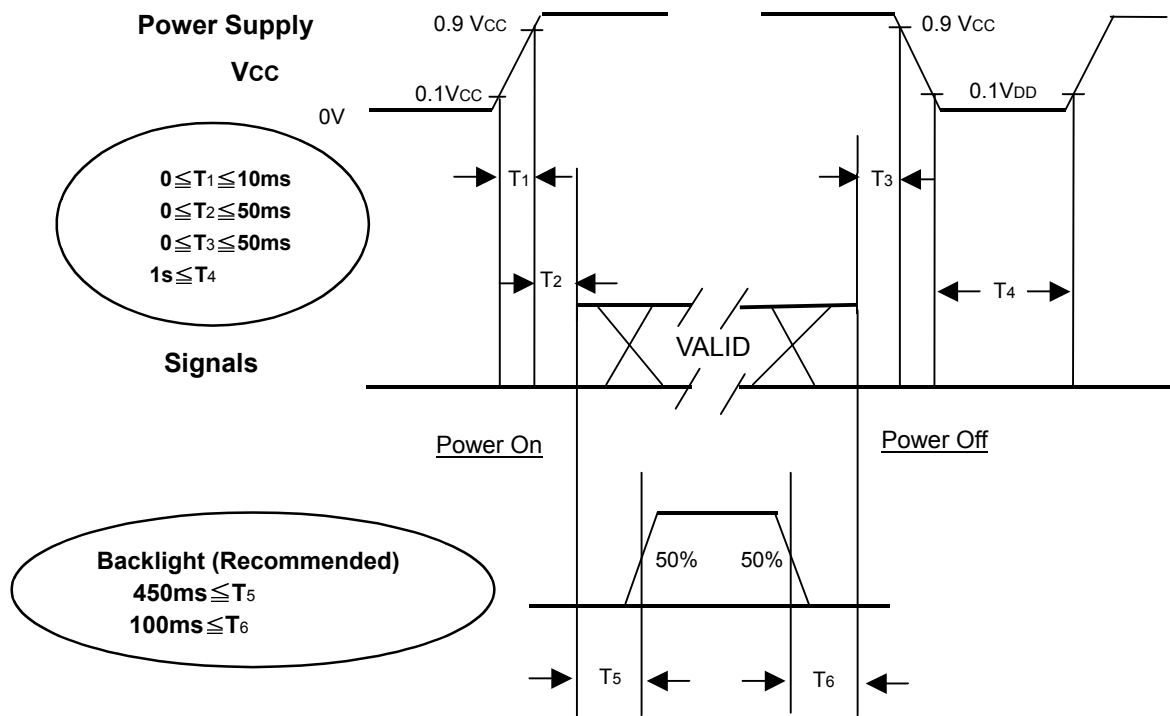 Power Supply
VCC
0.9 VCC
0.9 VCC
0.1VCC
0.1VDD
0V
0≦T1≦10ms
0≦T2≦50ms
0≦T3≦50ms
1s≦T4
T1
T3
T2
T4
VALID
Signals
Power On
Power Off
Backlight (Recommended)
450ms≦T5
100ms≦T6
50%
50%
T5
T6